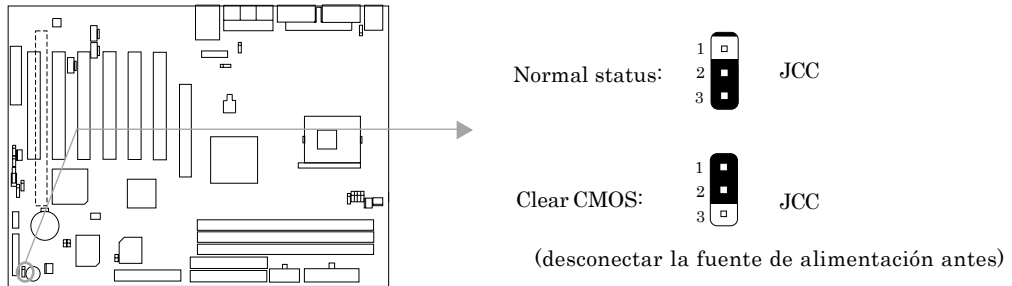 Normal status:
1
2
3
JCC
Clear CMOS:
1
2
3
JCC
(desconectar la fuente de alimentación antes)